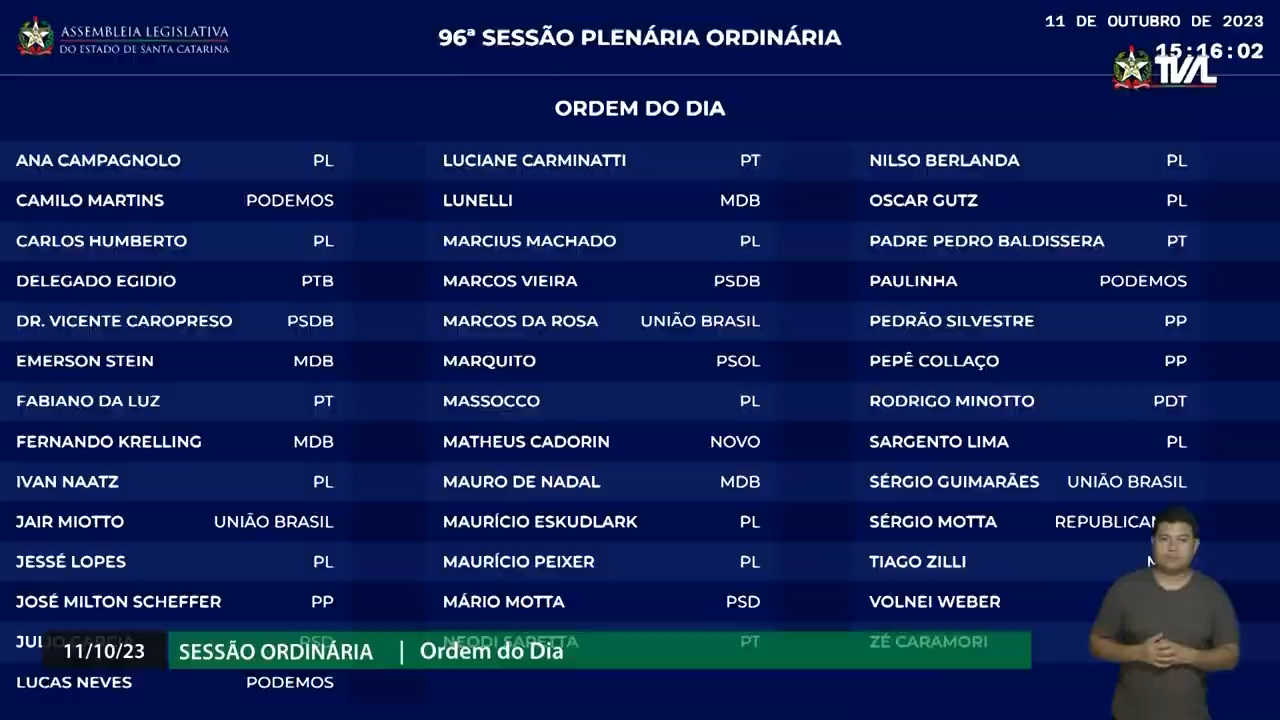 ASSEMBLEIA LEGISLATIVA
DO ESTADO DE SANTA CATARINA
96ª SESSÃO PLENÁRIA ORDINÁRIA
11 DE OUTUBRO DE 2023
15:16:02
TVAL
ORDEM DO DIA
ANA CAMPAGNOLO PL
CAMILO MARTINS PODEMOS
CARLOS HUMBERTO PL
DELEGADO EGIDIO PTB
DR. VICENTE CAROPRESO PSDB
EMERSON STEIN MDB
FABIANO DA LUZ PT
FERNANDO KRELLING MDB
IVAN NAATZ PL
JAIR MIOTTO UNIÃO BRASIL
JESSÉ LOPES PL
JOSÉ MILTON SCHEFFER PP
JULIO GARCIA PSD
LUCAS NEVES PODEMOS
LUCIANE CARMINATTI PT
LUNELLI MDB
MARCIUS MACHADO PL
MARCOS VIEIRA PSDB
MARCOS DA ROSA UNIÃO BRASIL
MARQUITO PSOL
MASSOCCO PL
MATHEUS CADORIN NOVO
MAURO DE NADAL MDB
MAURÍCIO ESKUDLARK PL
MAURÍCIO PEIXER PL
MÁRIO MOTTA PSD
NEODI SARETTA PT
NILSO BERLANDA PL
OSCAR GUTZ PL
PADRE PEDRO BALDISSERA PT
PAULINHA PODEMOS
PEDRÃO SILVESTRE PP
PEPÊ COLLAÇO PP
RODRIGO MINOTTO PDT
SARGENTO LIMA PL
SÉRGIO GUIMARÃES UNIÃO BRASIL
SÉRGIO MOTTA
TIAGO ZILLI
VOLNEI WEBER
ZÉ CARAMORI
11/10/23 SESSÃO ORDINÁRIA | Ordem do Dia